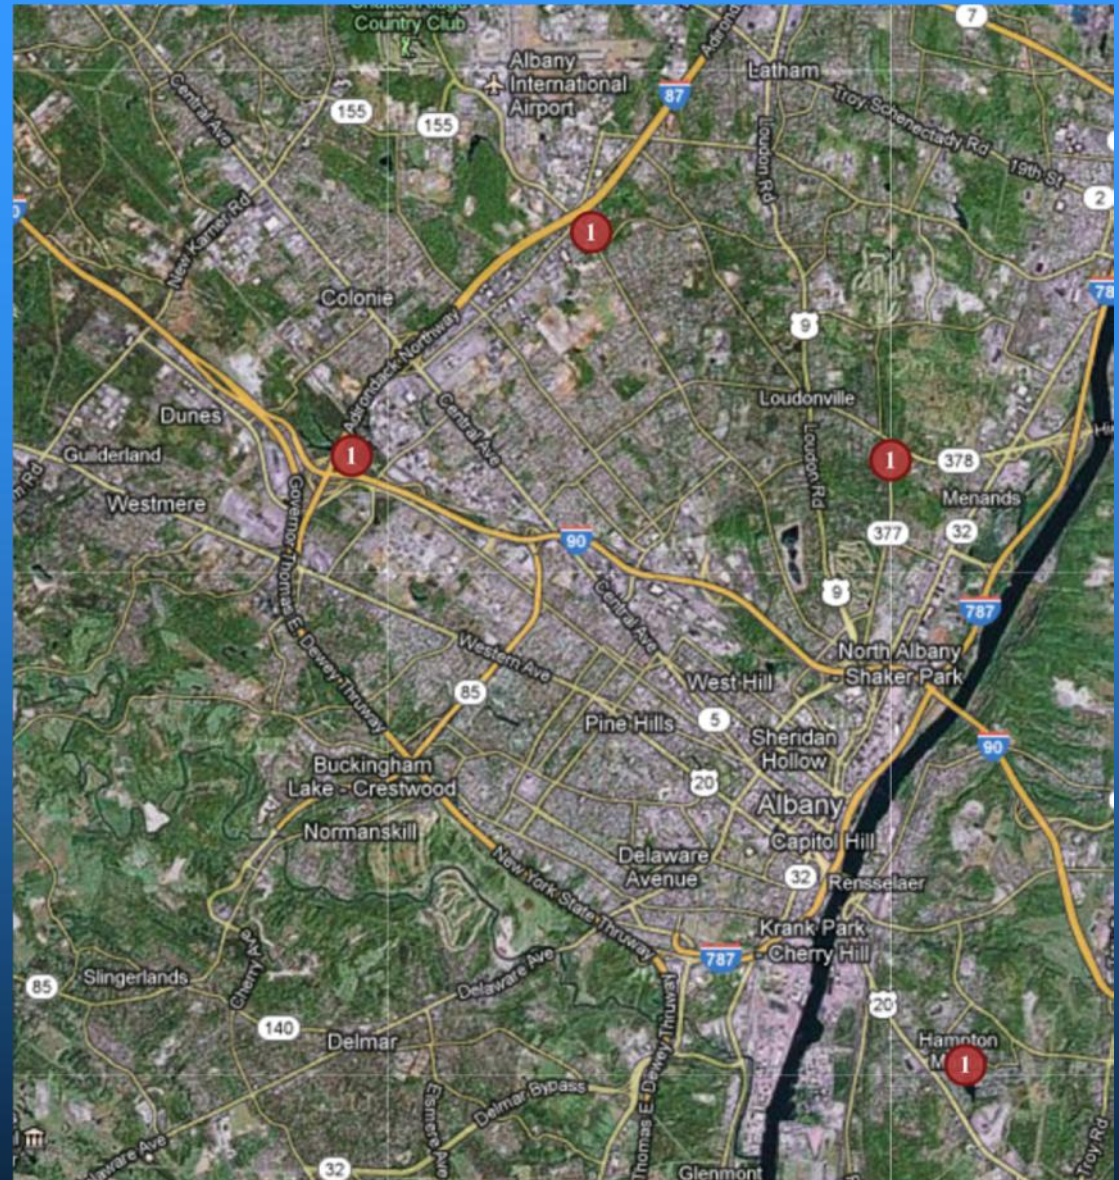 Country Club
7
Albany
International
Airport
87
Latham
155
155
Central Ave
Loudon Rd
Troy Schenectady Rd
19th St
2
New Karner Rd
1
Colonie
9
78
Adirondack Northway
Central Ave
Loudonville
Dunes
Loudon Rd
Guilderland
1
1
378
Westmere
Menands
377
32
Governor Thomas E. Dewey Thruway
90
Central Ave
9
787
North Albany
Shaker Park
Western Ave
85
West Hill
Pine Hills
5
Sheridan
Hollow
90
Buckingham
Lake - Crestwood
20
Albany
Normanskill
Capitol Hill
Delaware
Avenue
32
Rensselaer
New York State Thruway
Krank Park
- Cherry Hill
787
Cherry Ave
85
Slingerlands
Delaware Ave
20
140
Delmar
Hampton
1
Thomas E. Dewey Thruway
Delmar Bypass
Elsmere Ave
Troy Rd
32
Glenmont